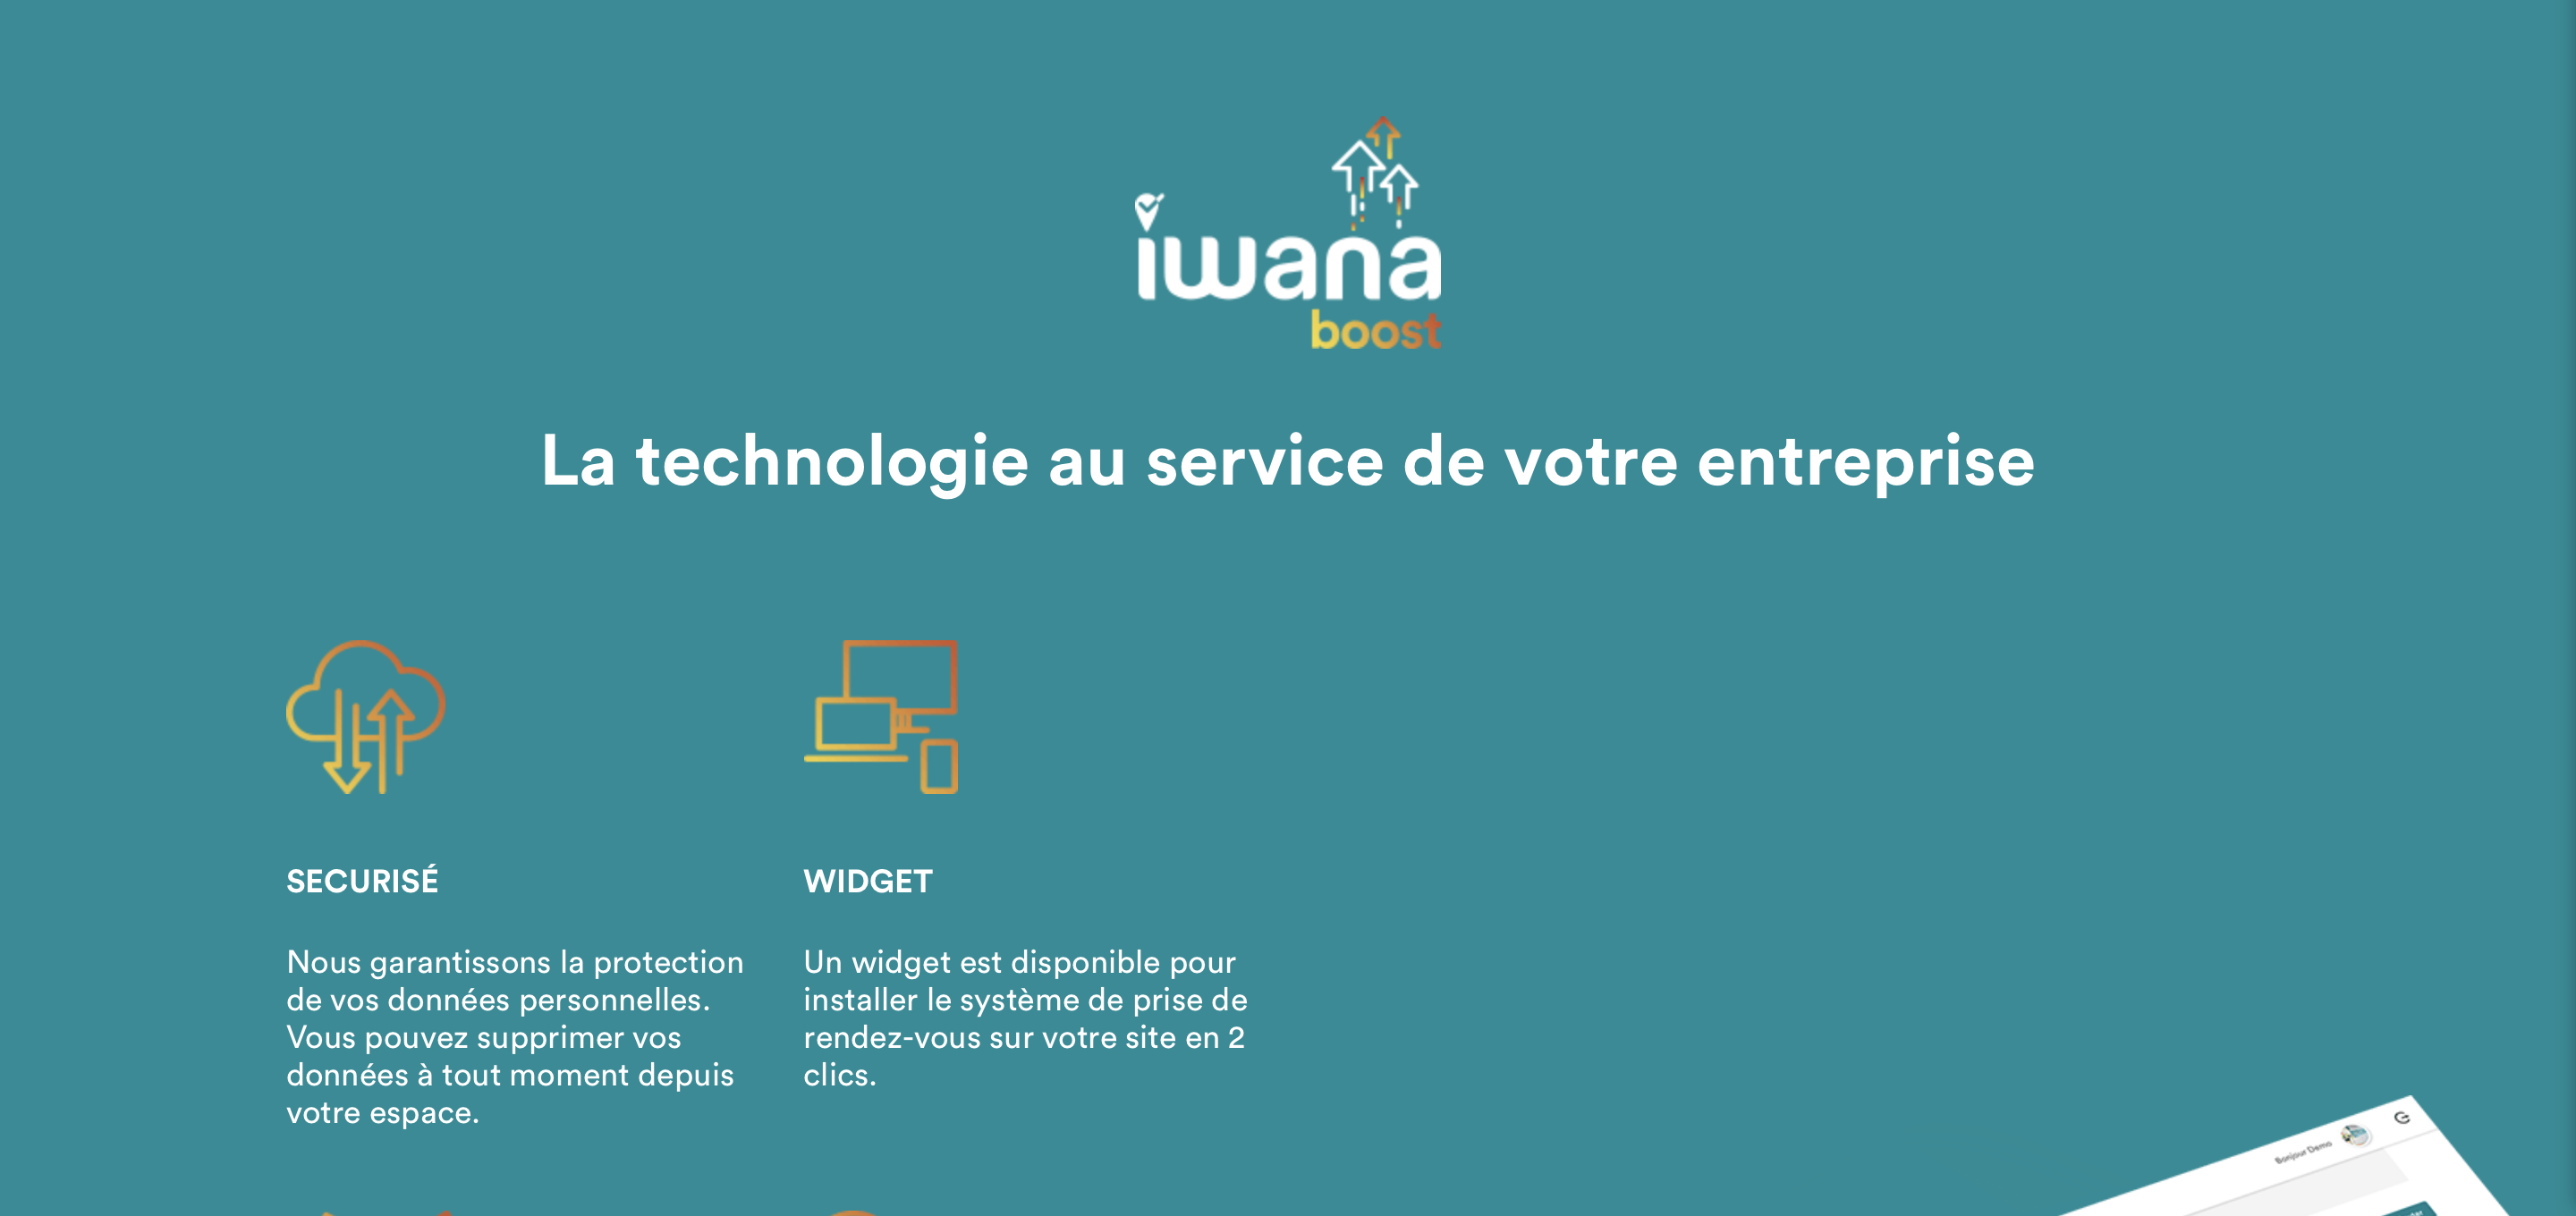 iwana
boost
La technologie au service de votre entreprise
SECURISÉ
Nous garantissons la protection
de vos données personnelles.
Vous pouvez supprimer vos
données à tout moment depuis
votre espace.
WIDGET
Un widget est disponible pour
installer le système de prise de
rendez-vous sur votre site en 2
clics.
Bonjour Demo